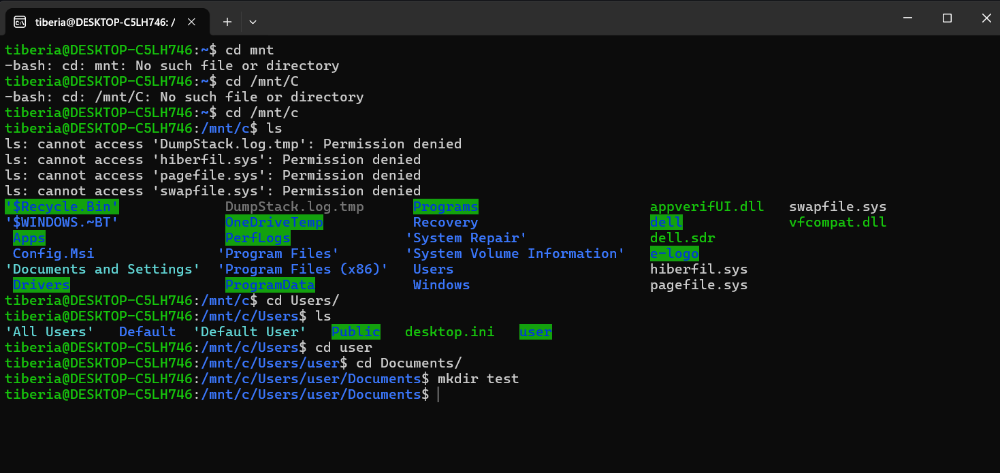 tiberia@DESKTOP-C5LH746: /
tiberia@DESKTOP-C5LH746:~$ cd mnt
-bash: cd: mnt: No such file or directory
tiberia@DESKTOP-C5LH746:~$ cd /mnt/C
-bash: cd: /mnt/C: No such file or directory
tiberia@DESKTOP-C5LH746:~$ cd /mnt/c
tiberia@DESKTOP-C5LH746:/mnt/c$ ls
ls: cannot access 'DumpStack.log.tmp': Permission denied
ls: cannot access 'hiberfil.sys': Permission denied
ls: cannot access 'pagefile.sys': Permission denied
ls: cannot access 'swapfile.sys': Permission denied
'$Recycle.Bin' DumpStack.log.tmp Programs appverifUI.dll swapfile.sys
'$WINDOWS.~BT' OneDriveTemp Recovery dell vfcompat.dll
Apps PerfLogs 'System Repair' dell.sdr
Config.Msi 'Program Files' 'System Volume Information' e-logo
'Documents and Settings' 'Program Files (x86)' Users hiberfil.sys
Drivers ProgramData Windows pagefile.sys
tiberia@DESKTOP-C5LH746:/mnt/c$ cd Users/
tiberia@DESKTOP-C5LH746:/mnt/c/Users$ ls
'All Users' Default 'Default User' Public desktop.ini user
tiberia@DESKTOP-C5LH746:/mnt/c/Users$ cd user
tiberia@DESKTOP-C5LH746:/mnt/c/Users/user$ cd Documents/
tiberia@DESKTOP-C5LH746:/mnt/c/Users/user/Documents$ mkdir test
tiberia@DESKTOP-C5LH746:/mnt/c/Users/user/Documents$